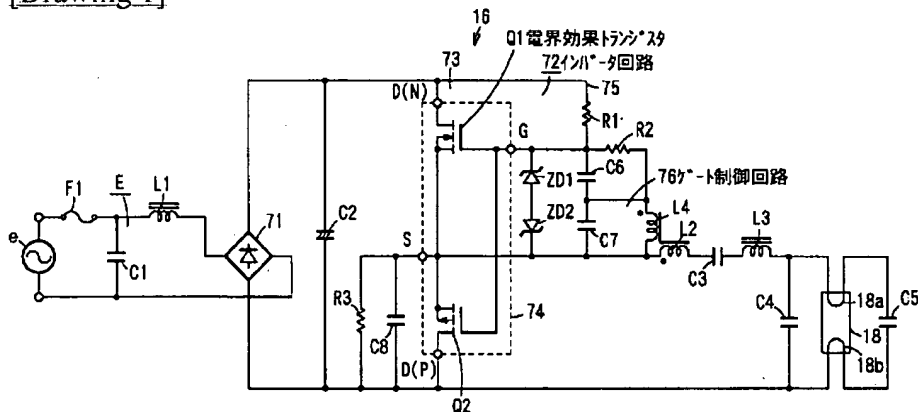 [Drawing
16
Q1電界効果トランジスタ
73
72インバータ回路
75
D(N)
R1
G
R2
C6
76ゲート制御回路
ZD1
ZD2
C7
L4
L2
L3
F1
E
L1
e
C1
71
C2
S
C3
R3
C8
74
C4
18a
18
18b
C5
D(P)
Q2